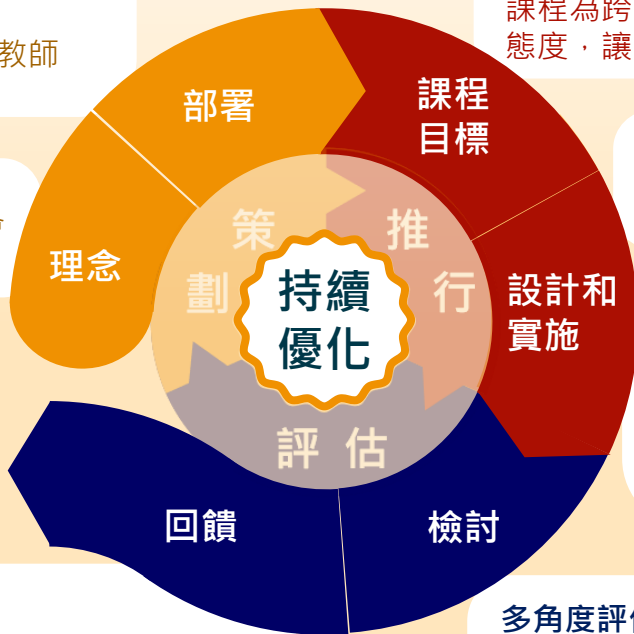 課程為跨
態度，讓
教師
部署
課程
目標
理念
策劃
推行
持續
優化
設計和
實施
評估
回饋
檢討
多角度評